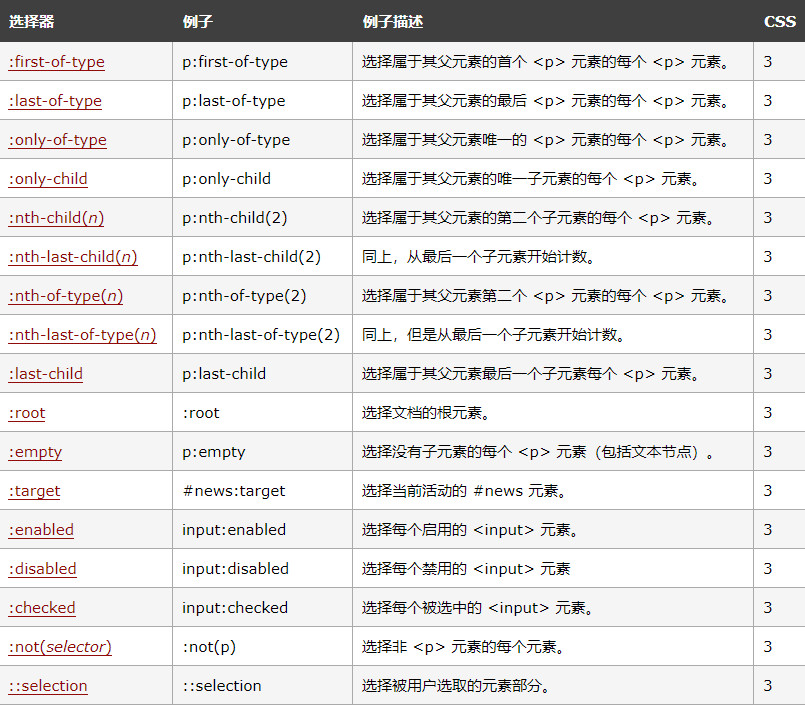 选择器 例子 例子描述 CSS
:first-of-type p:first-of-type 选择属于其父元素的首个 <p> 元素的每个 <p> 元素。 3
:last-of-type p:last-of-type 选择属于其父元素的最后 <p> 元素的每个 <p> 元素。 3
:only-of-type p:only-of-type 选择属于其父元素唯一的 <p> 元素的每个 <p> 元素。 3
:only-child p:only-child 选择属于其父元素的唯一子元素的每个 <p> 元素。 3
:nth-child(n) p:nth-child(2) 选择属于其父元素的第二个子元素的每个 <p> 元素。 3
:nth-last-child(n) p:nth-last-child(2) 同上，从最后一个子元素开始计数。 3
:nth-of-type(n) p:nth-of-type(2) 选择属于其父元素第二个 <p> 元素的每个 <p> 元素。 3
:nth-last-of-type(n) p:nth-last-of-type(2) 同上，但是从最后一个子元素开始计数。 3
:last-child p:last-child 选择属于其父元素最后一个子元素每个 <p> 元素。 3
:root :root 选择文档的根元素。 3
:empty p:empty 选择没有子元素的每个 <p> 元素（包括文本节点）。 3
:target #news:target 选择当前活动的 #news 元素。 3
:enabled input:enabled 选择每个启用的 <input> 元素。 3
:disabled input:disabled 选择每个禁用的 <input> 元素 3
:checked input:checked 选择每个被选中的 <input> 元素。 3
:not(selector) :not(p) 选择非 <p> 元素的每个元素。 3
::selection ::selection 选择被用户选取的元素部分。 3